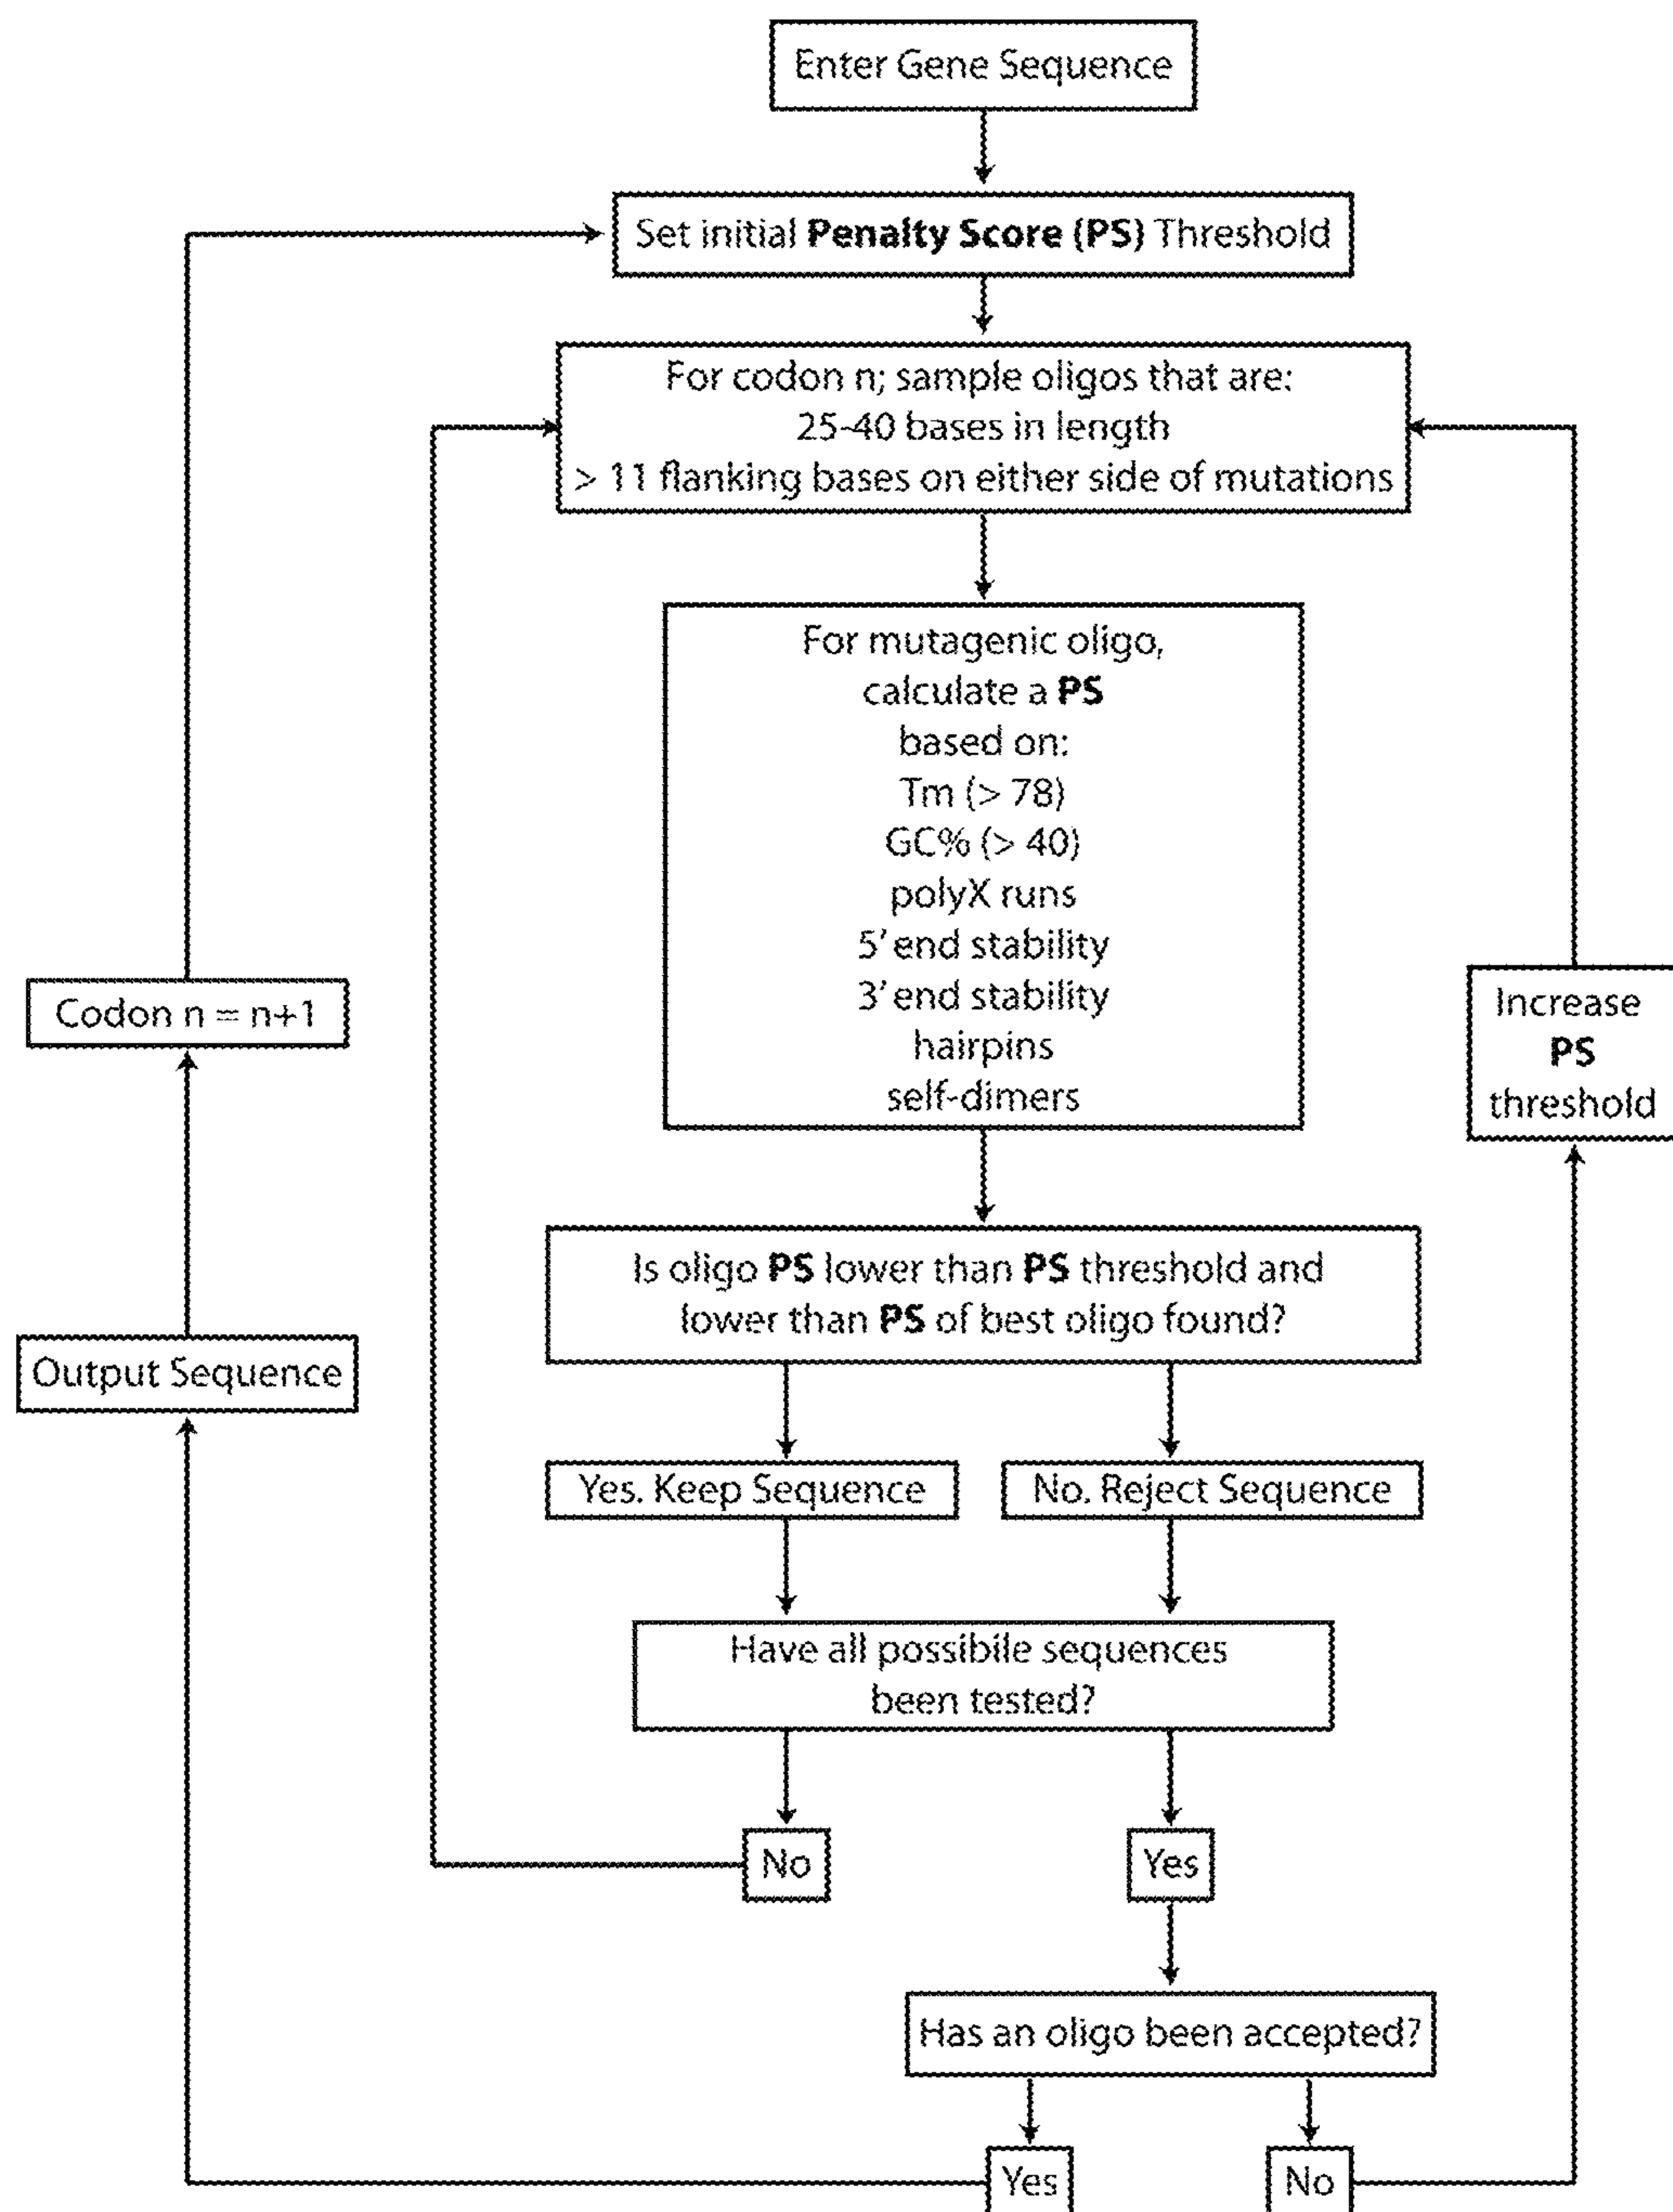 Enter Gene Sequence
Set initial Penalty Score (PS) Threshold
For codon n; sample oligos that are:
25-40 bases in length
> 11 flanking bases on either side of mutations
For mutagenic oligo,
calculate a PS
based on:
Tm (> 78)
GC% (> 40)
polyX runs
5' end stability
3' end stability
hairpins
self-dimers
Codon n = n+1
Increase
PS
threshold
Is oligo PS lower than PS threshold and
lower than PS of best oligo found?
Output Sequence
Yes. Keep Sequence
No. Reject Sequence
Have all possibile sequences
been tested?
No
Yes
Has an oligo been accepted?
Yes
No